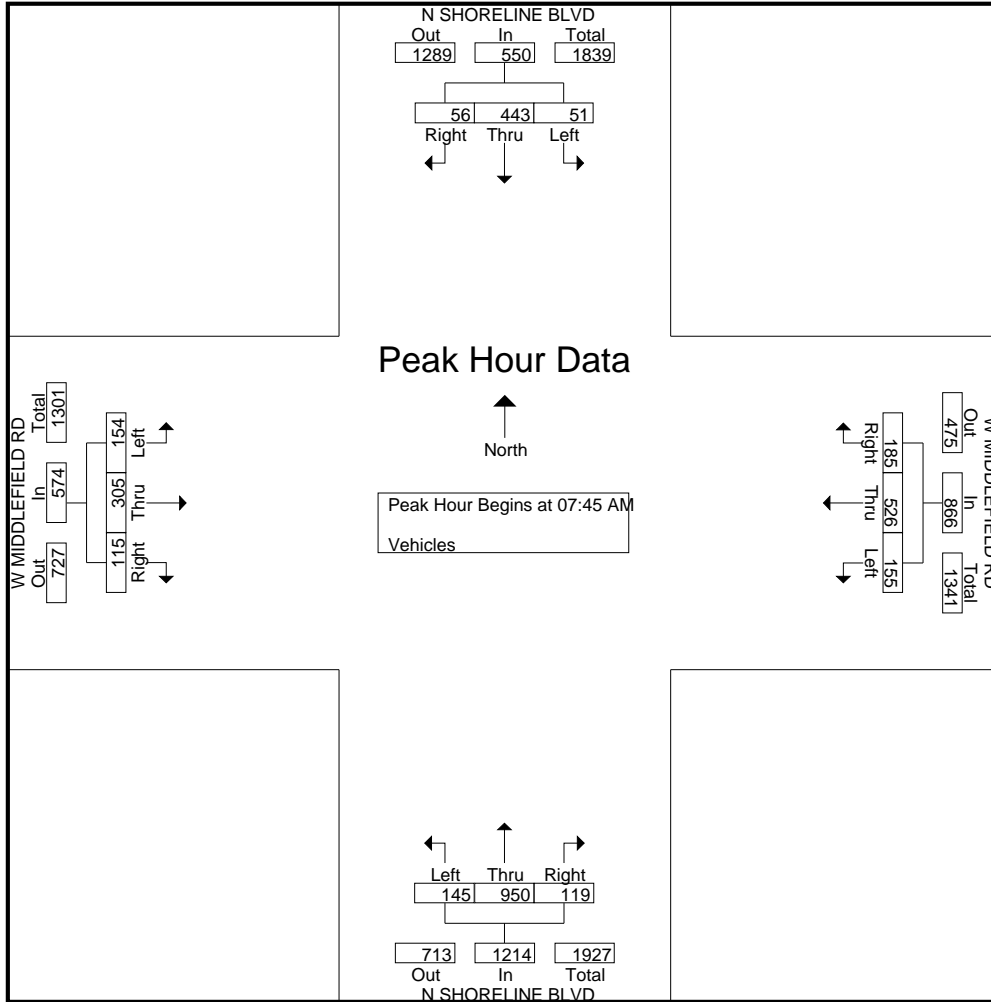 N SHORELINE BLVD
Out In Total
1289 550 1839
56 443 51
Right Thru Left
Peak Hour Data
North
Peak Hour Begins at 07:45 AM
Vehicles
W MIDDLEFIELD RD
Total In Out
1301 574 727
154 305 115
Left Thru Right
W MIDDLEFIELD RD
Out In Total
475 866 1341
185 526 155
Right Thru Left
Left Thru Right
145 950 119
713 1214 1927
Out In Total
N SHORELINE BLVD